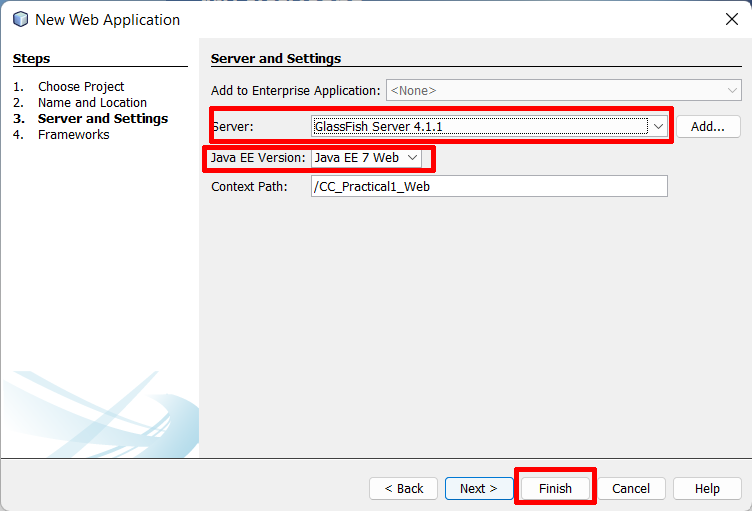 New Web Application
Steps
1. Choose Project
2. Name and Location
3. Server and Settings
4. Frameworks
Server and Settings
Add to Enterprise Application: <None>
Server: GlassFish Server 4.1.1 Add...
Java EE Version: Java EE 7 Web
Context Path: /CC_Practical1_Web
< Back Next > Finish Cancel Help